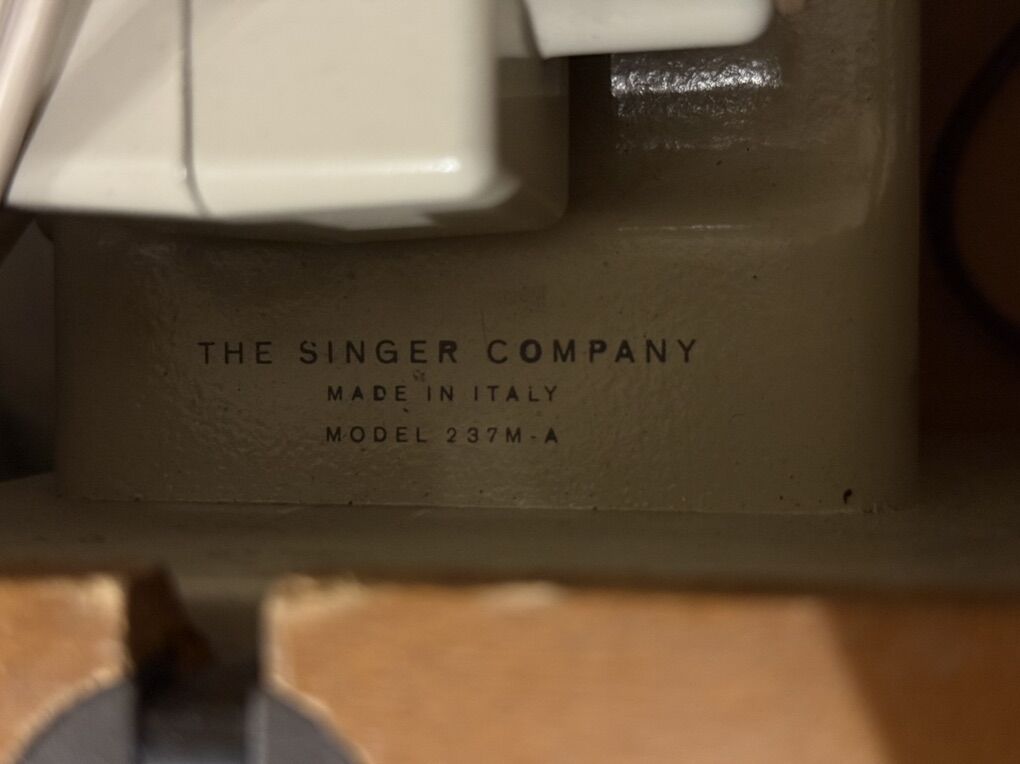 THE SINGER COMPANY
MADE IN ITALY
MODEL 237M-A